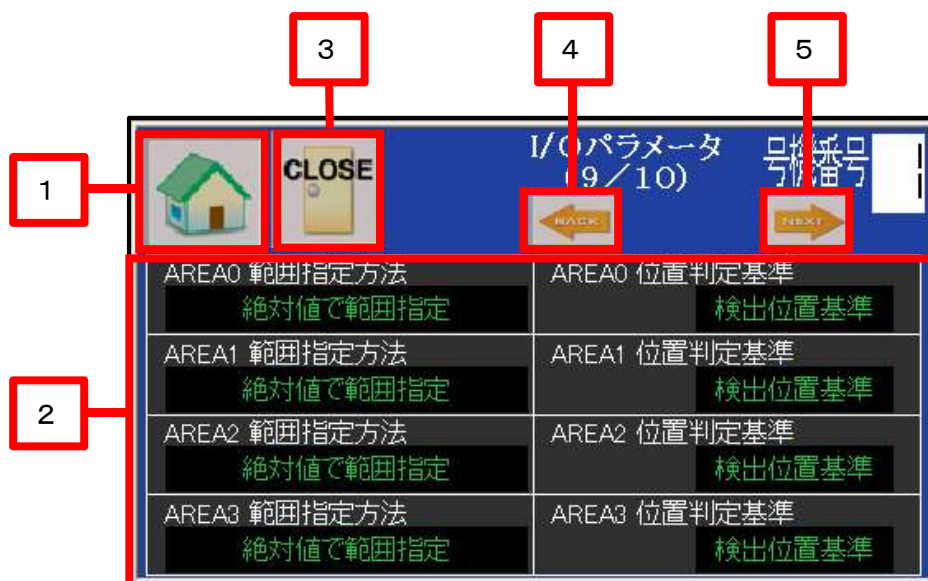 3
4
5
1
CLOSE
I/Oパラメータ
(9/10)
号機番号
1
BACK
NEXT
2
AREA0 範囲指定方法
AREA0 位置判定基準
絶対値で範囲指定
検出位置基準
AREA1 範囲指定方法
AREA1 位置判定基準
絶対値で範囲指定
検出位置基準
AREA2 範囲指定方法
AREA2 位置判定基準
絶対値で範囲指定
検出位置基準
AREA3 範囲指定方法
AREA3 位置判定基準
絶対値で範囲指定
検出位置基準